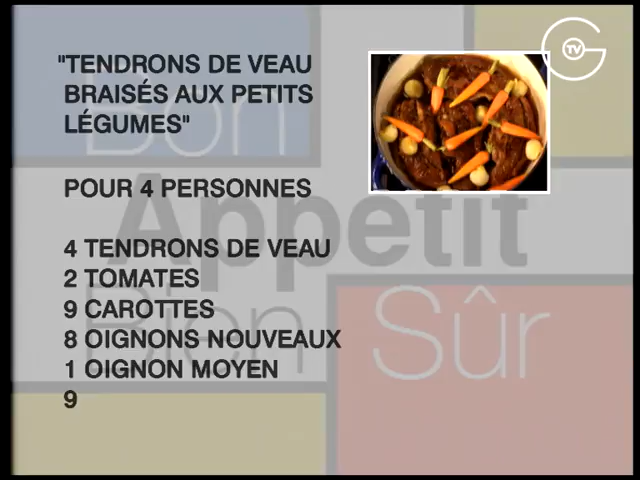 "TENDRONS DE VEAU
BRAISÉS AUX PETITS
LÉGUMES"
POUR 4 PERSONNES
4 TENDRONS DE VEAU
2 TOMATES
9 CAROTTES
8 OIGNONS NOUVEAUX
1 OIGNON MOYEN
9
Bon
Appétit
Bien Sûr
G TV